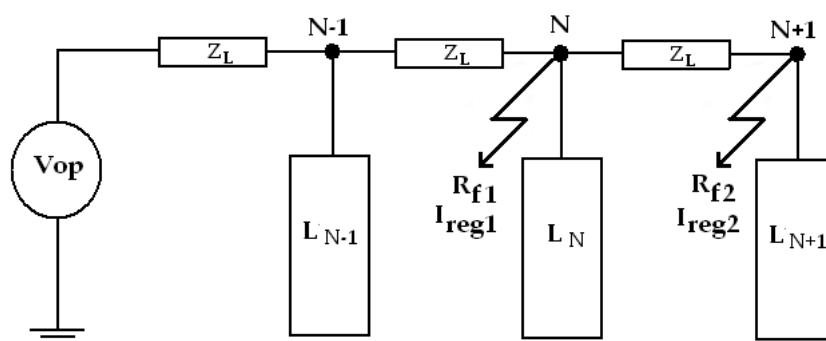 N-1
N
N+1
Z_L
Z_L
Z_L
Vop
R_f1
I_reg1
R_f2
I_reg2
L_N-1
L_N
L_N+1